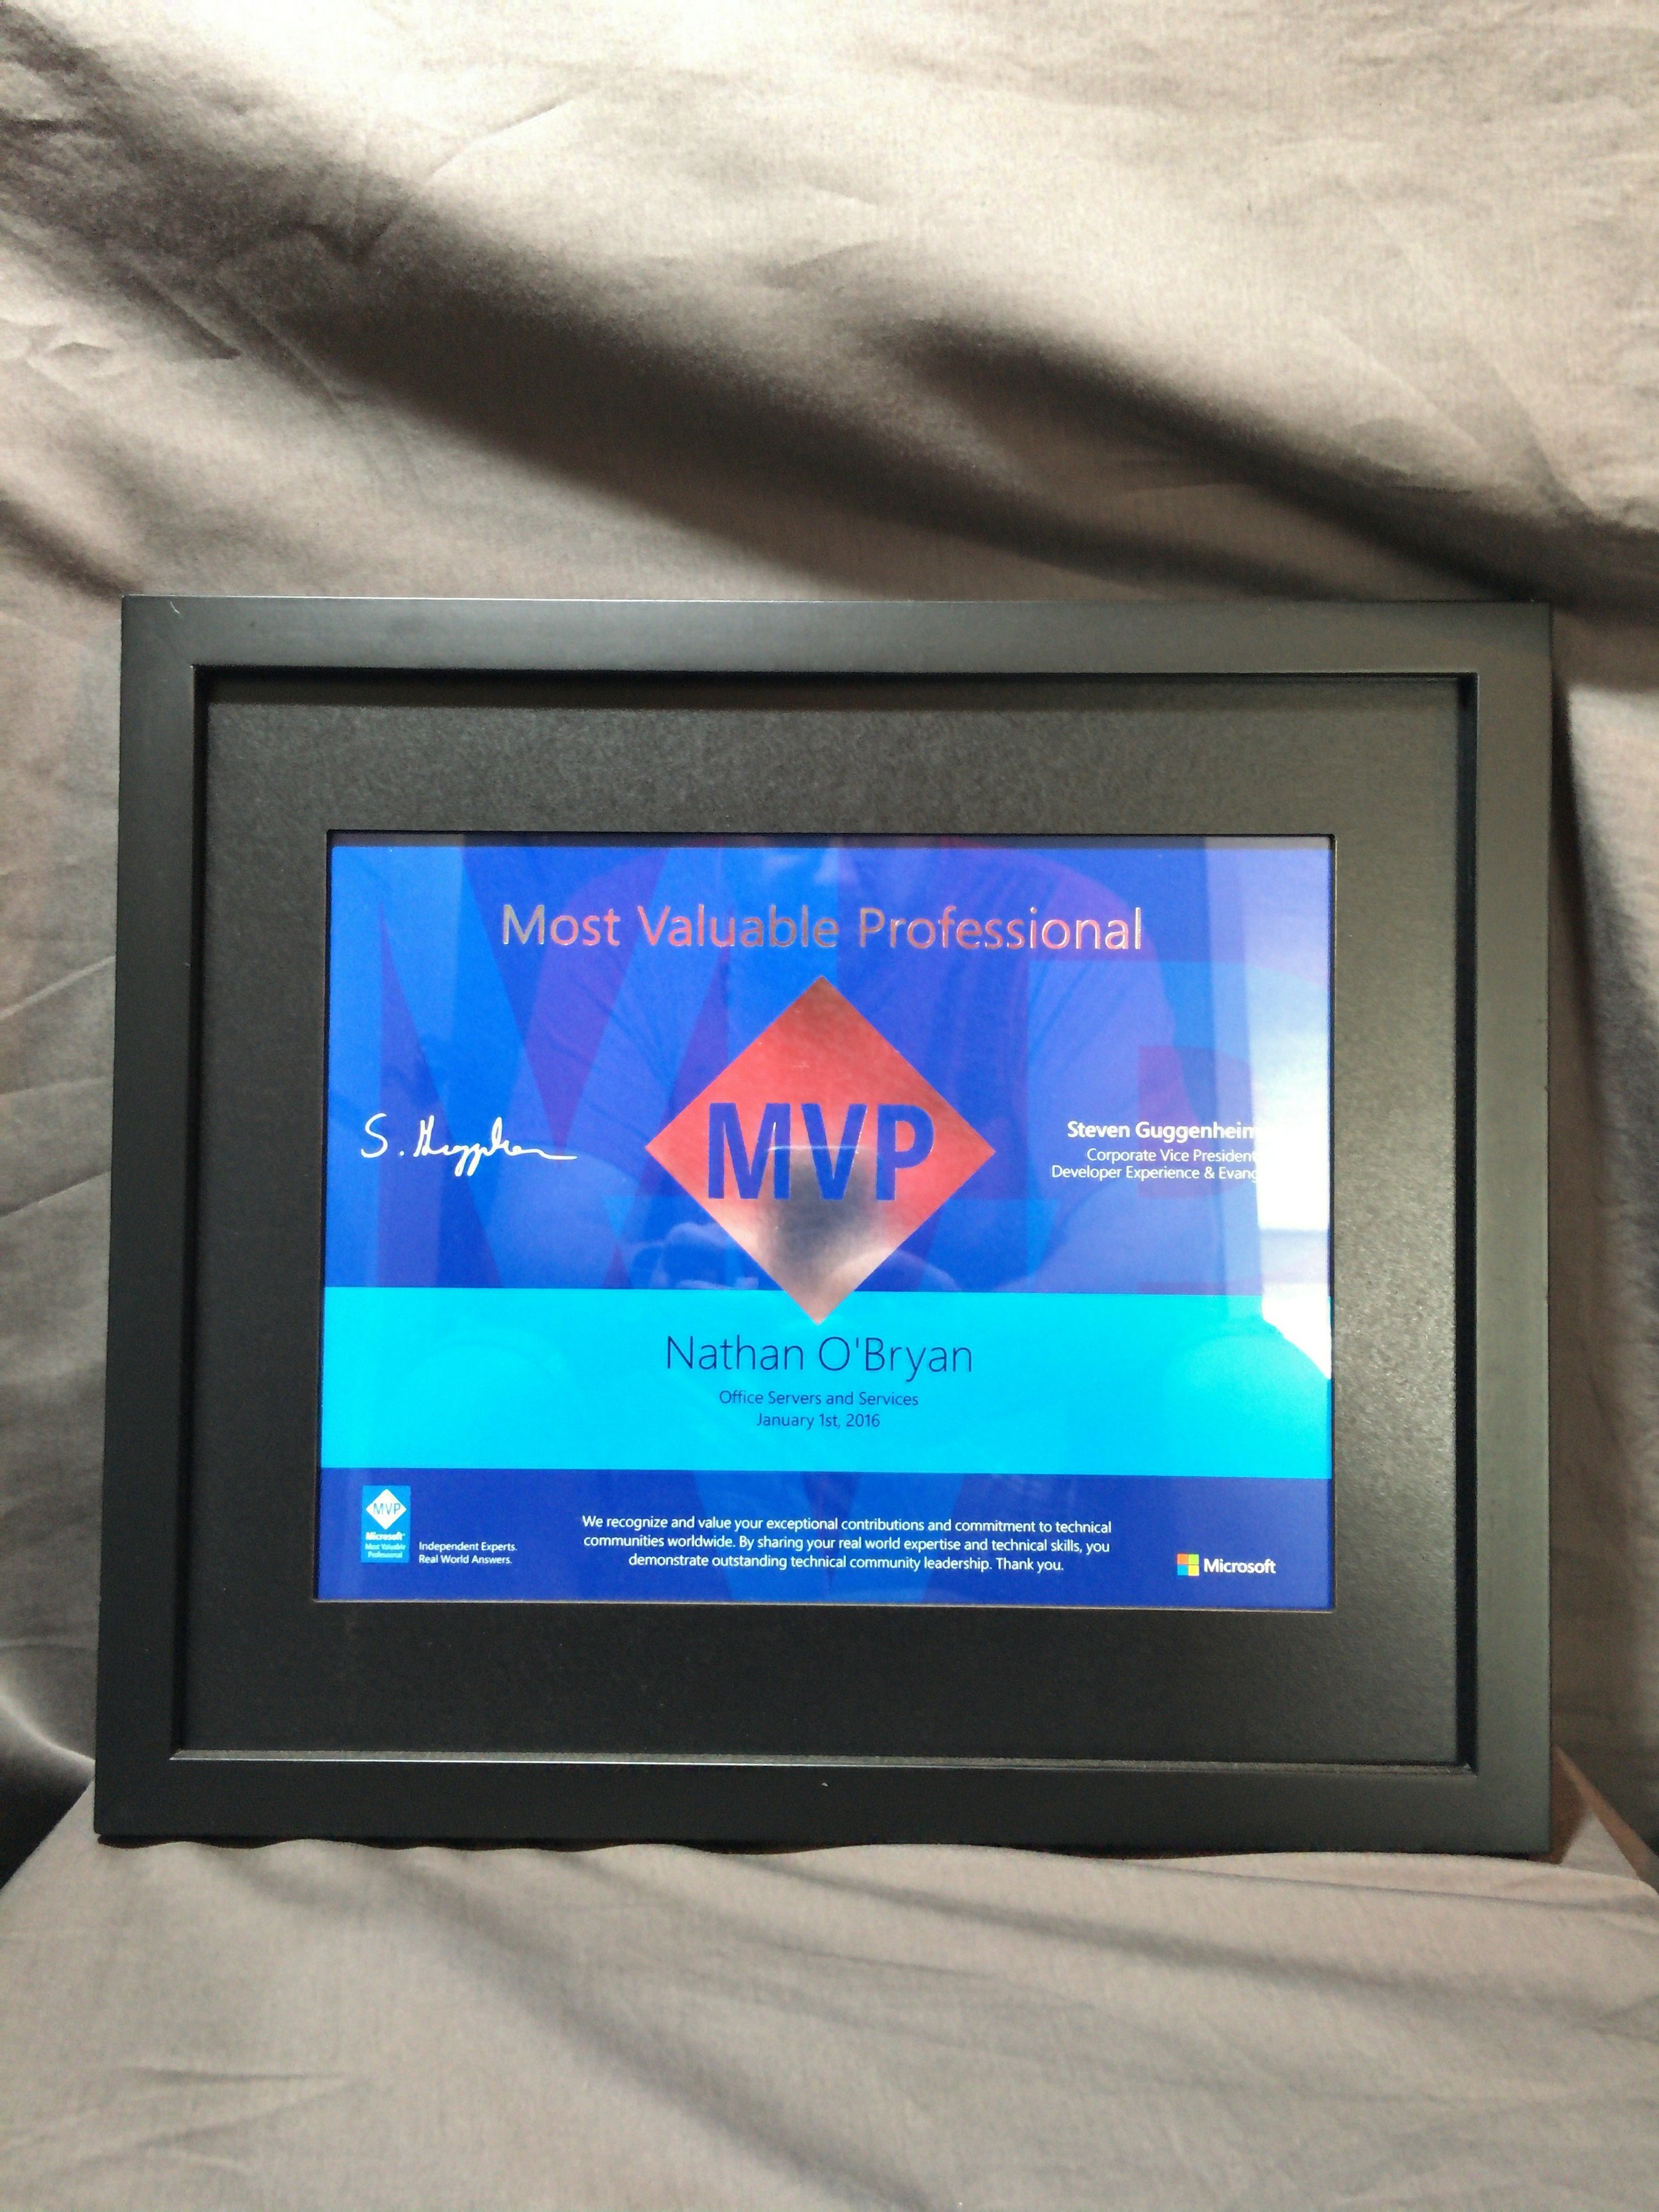 Most Valuable Professional
MVP
Steven Guggenheim
Corporate Vice President
Developer Experience & Evang
Nathan O'Bryan
Office Servers and Services
January 1st, 2016
MVP
Microsoft
Most Valuable
Professional
Independent Experts.
Real World Answers.
We recognize and value your exceptional contributions and commitment to technical
communities worldwide. By sharing your real world expertise and technical skills, you
demonstrate outstanding technical community leadership. Thank you.
Microsoft